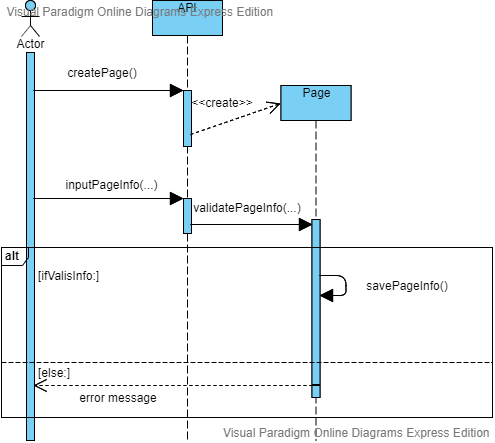 Visual Paradigm Online Diagrams Express Edition
API
Actor
createPage()
<<create>>
Page
inputPageInfo(...)
validatePageInfo(...)
alt
[ifValisInfo:]
savePageInfo()
[else:]
error message
Visual Paradigm Online Diagrams Express Edition